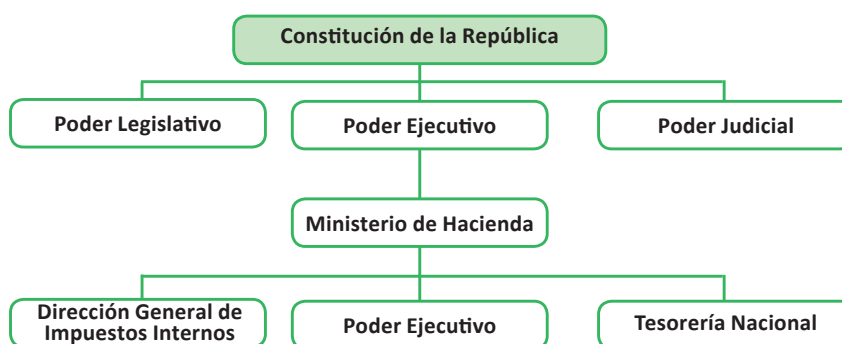 Constitución de la República
Poder Legislativo
Poder Ejecutivo
Poder Judicial
Ministerio de Hacienda
Dirección General de
Impuestos Internos
Poder Ejecutivo
Tesorería Nacional